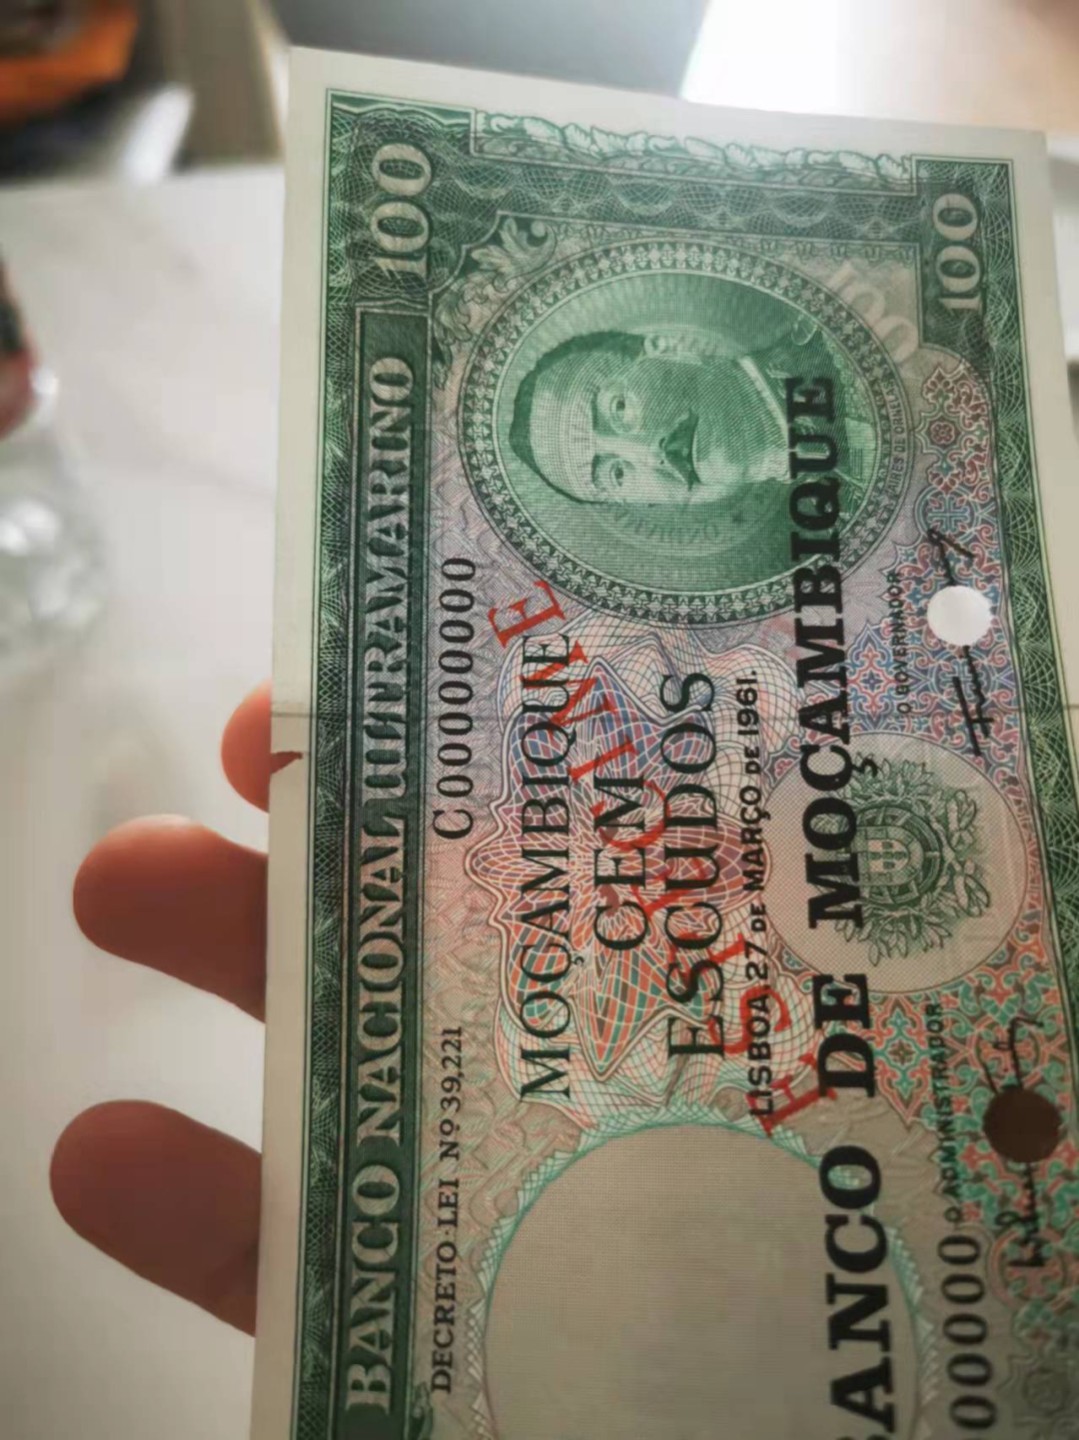 100
100
BANCO NACIONAL ULTRAMARINO
DECRETO-LEI Nº 39,221
C00000000
MOÇAMBIQUE
CEM
ESCUDOS
ESPÉCIME
LISBOA, 27 DE MARÇO DE 1961.
BANCO DE MOÇAMBIQUE
O ADMINISTRADOR
O GOVERNADOR
000000